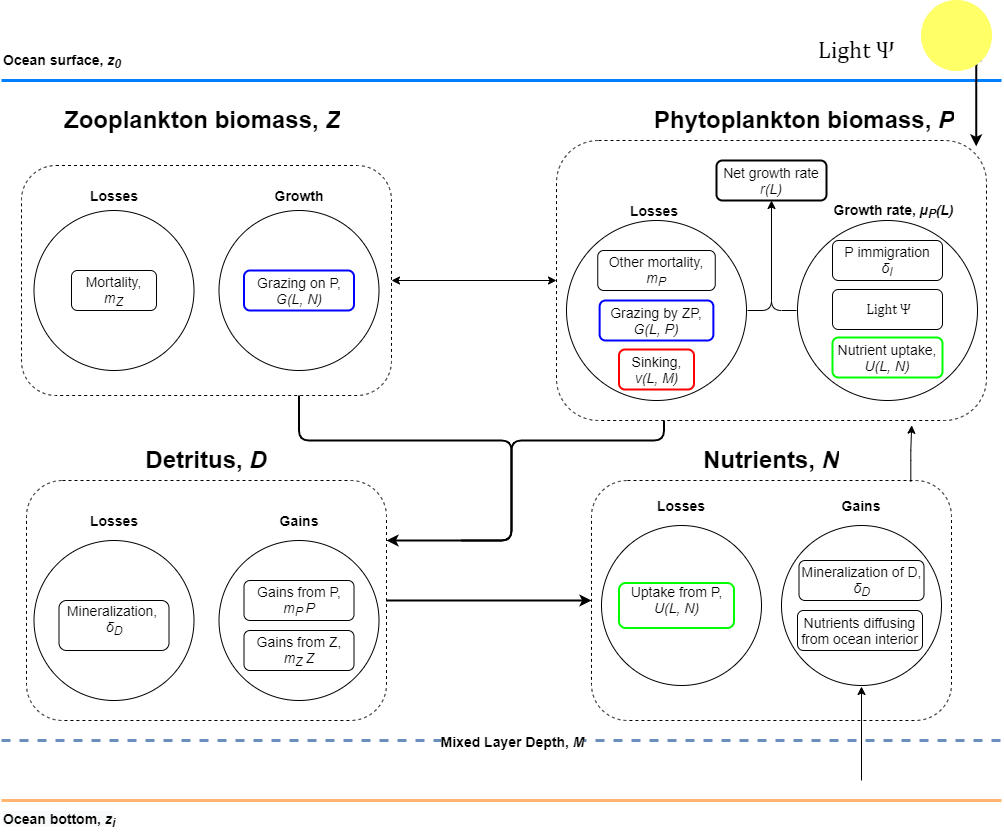 Light Ψ
Ocean surface, z0
Zooplankton biomass, Z
Phytoplankton biomass, P
Net growth rate
r(L)
Losses
Growth
Losses
Growth rate, μP(L)
Mortality,
mZ
Grazing on P,
G(L, N)
Other mortality,
mP
Grazing by ZP,
G(L, P)
Sinking,
v(L, M)
P immigration
δI
Light Ψ
Nutrient uptake,
U(L, N)
Detritus, D
Nutrients, N
Losses
Gains
Losses
Gains
Mineralization,
δD
Gains from P,
mP P
Gains from Z,
mZ Z
Uptake from P,
U(L, N)
Mineralization of D,
δD
Nutrients diffusing
from ocean interior
Mixed Layer Depth, M
Ocean bottom, zi